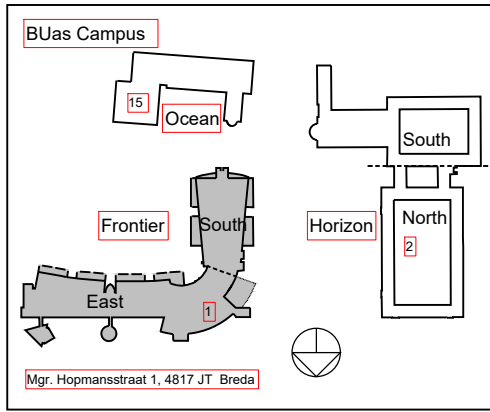 BUas Campus
15
Ocean
South
Frontier
South
Horizon
North
2
East
1
Mgr. Hopmansstraat 1, 4817 JT Breda